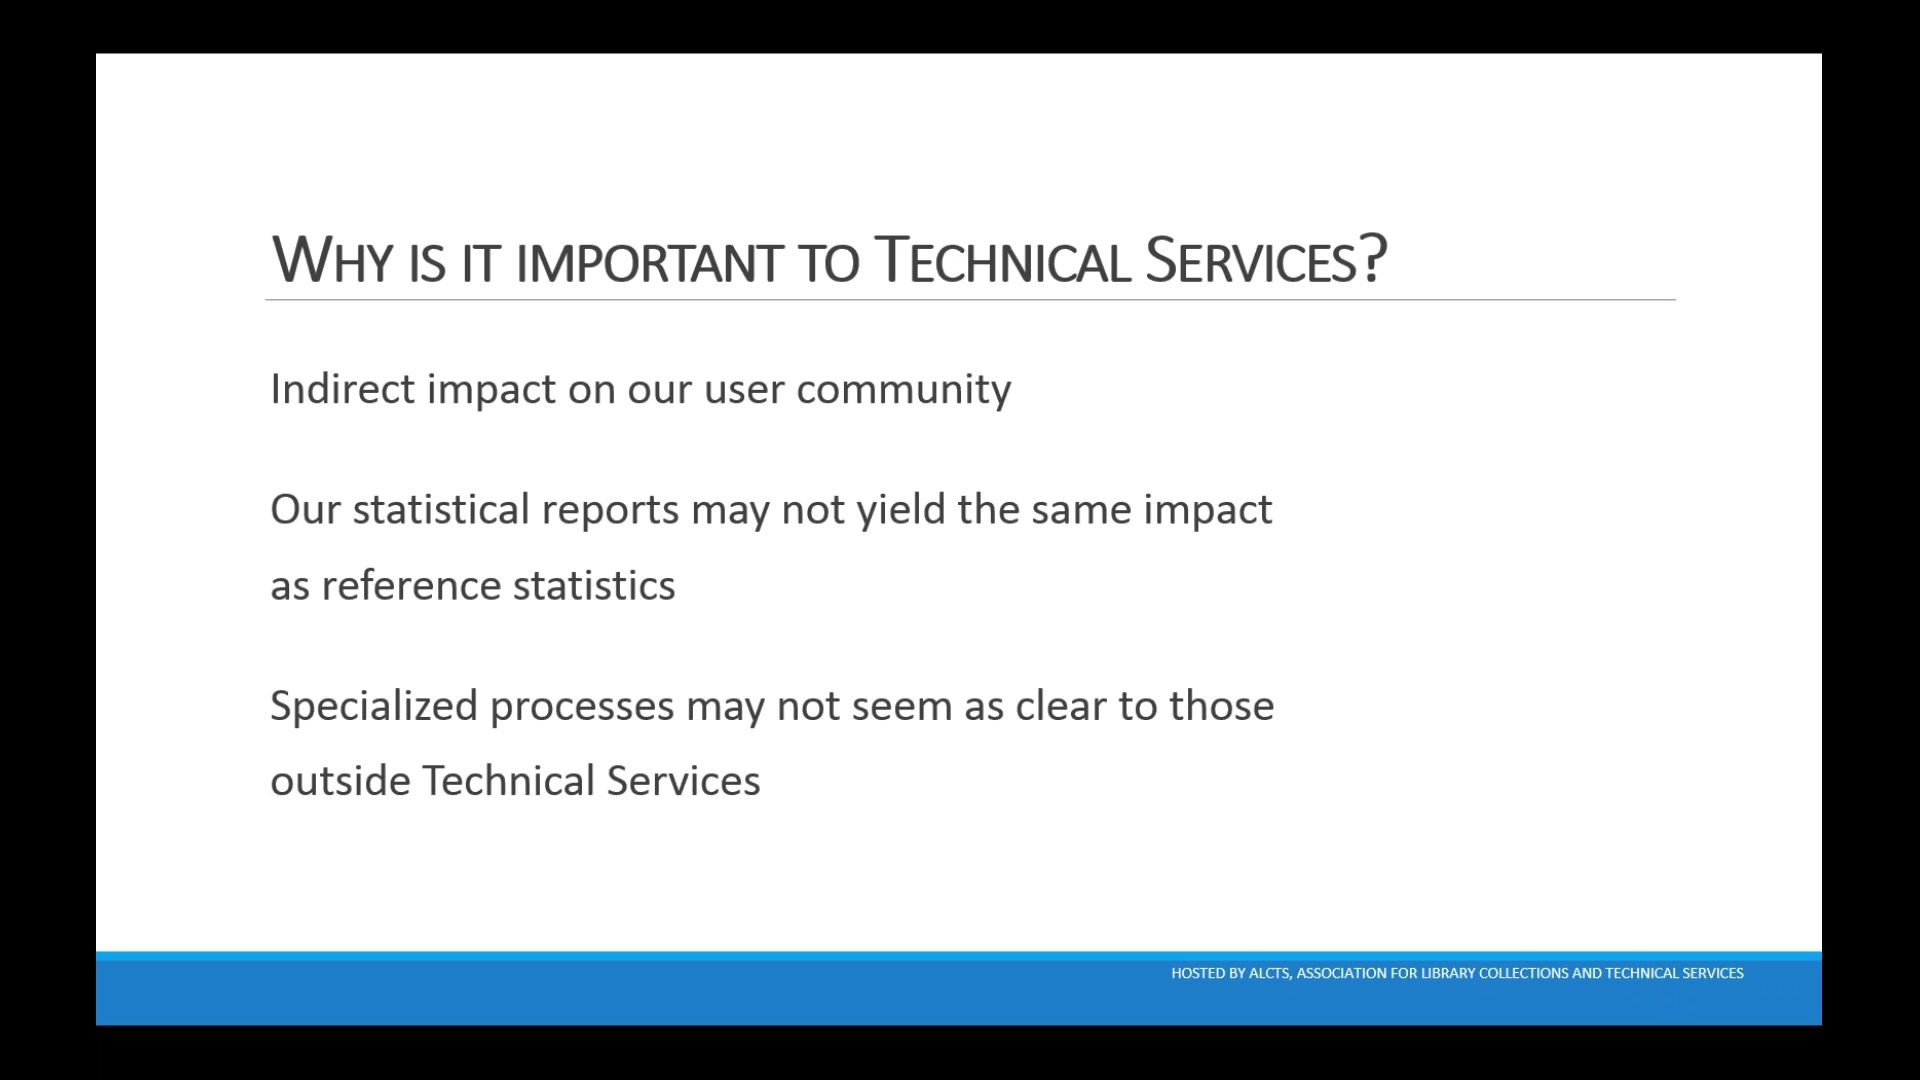 Why is it important to Technical Services?
Indirect impact on our user community
Our statistical reports may not yield the same impact
as reference statistics
Specialized processes may not seem as clear to those
outside Technical Services
HOSTED BY ALCTS, ASSOCIATION FOR LIBRARY COLLECTIONS AND TECHNICAL SERVICES